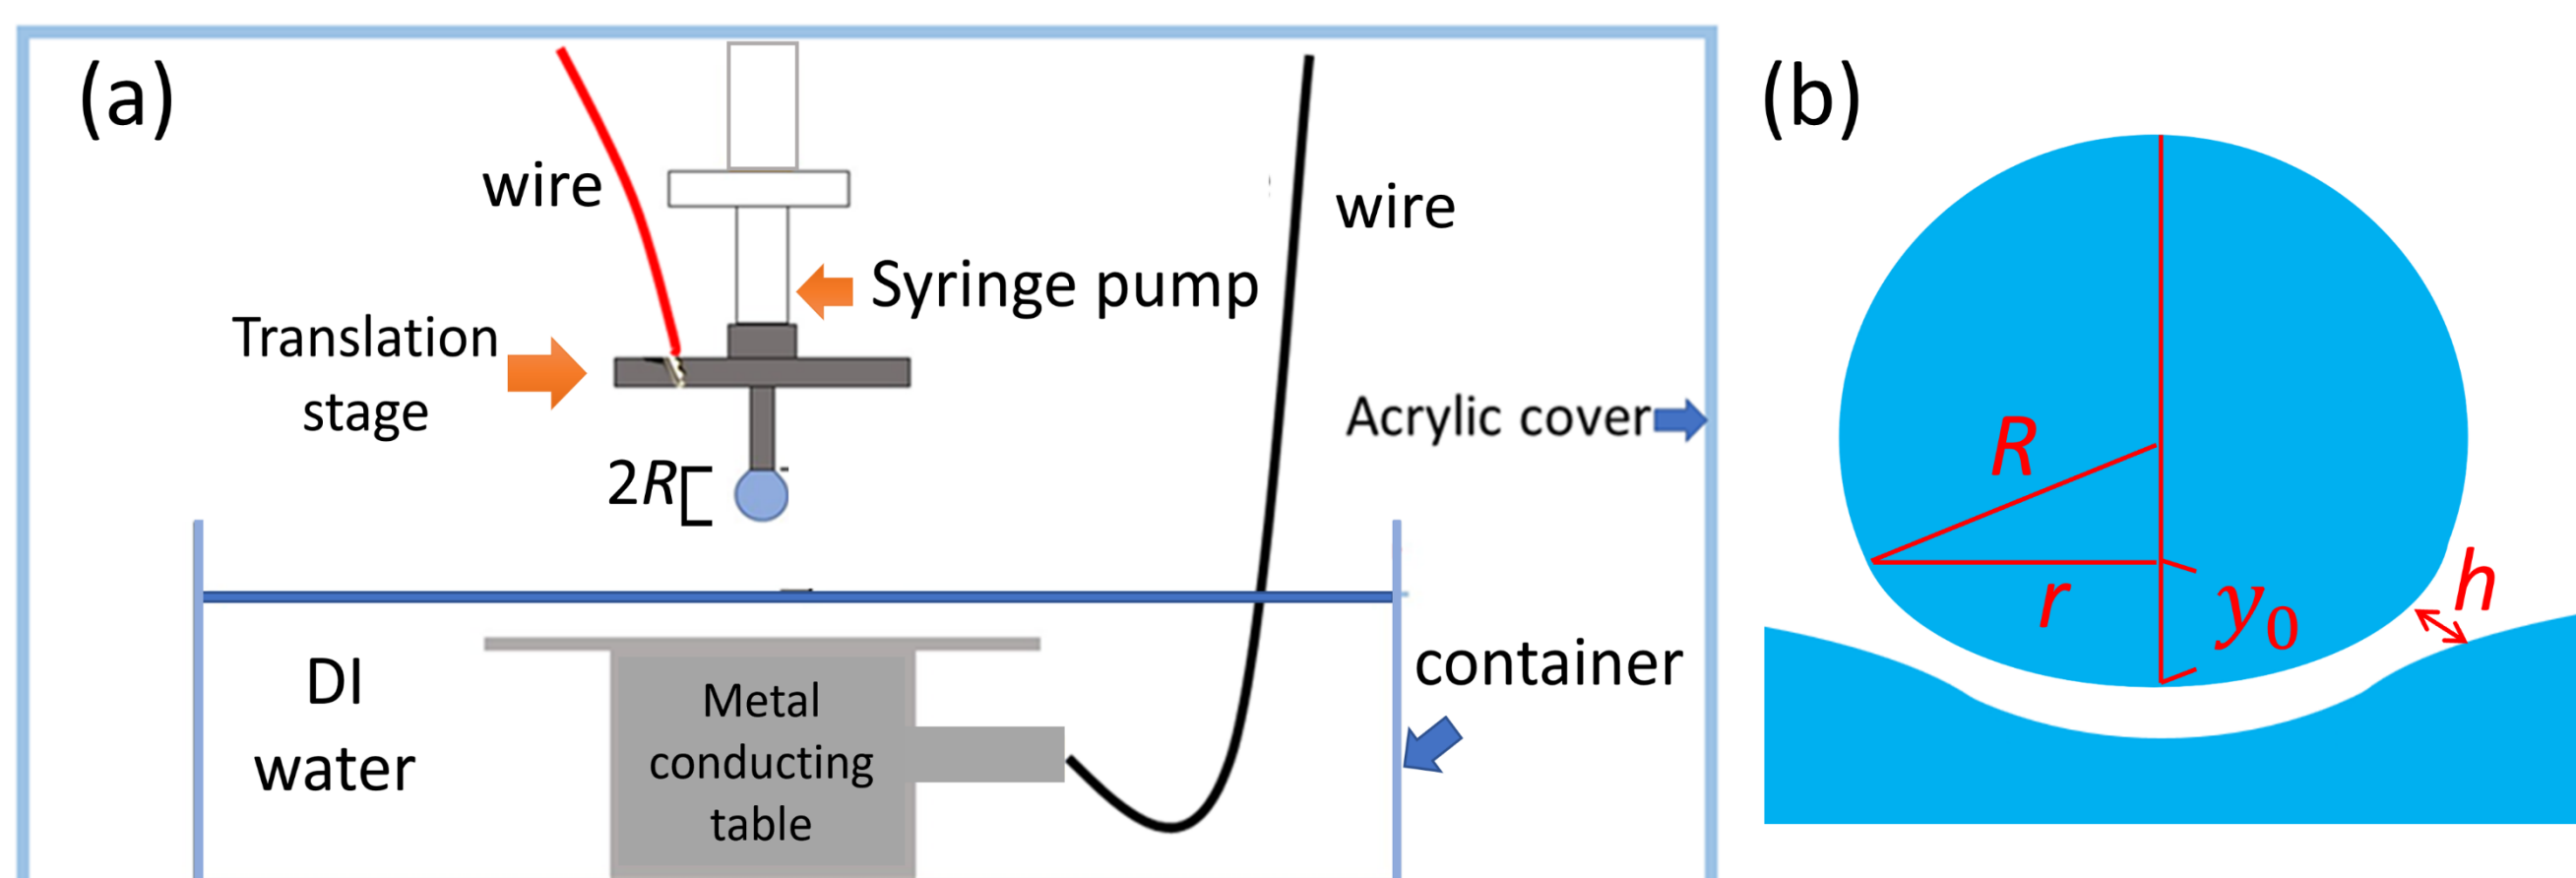 (a)
wire
wire
Syringe pump
Translation
stage
Acrylic cover
2R
DI
water
Metal
conducting
table
container
(b)
R
r
y₀
h